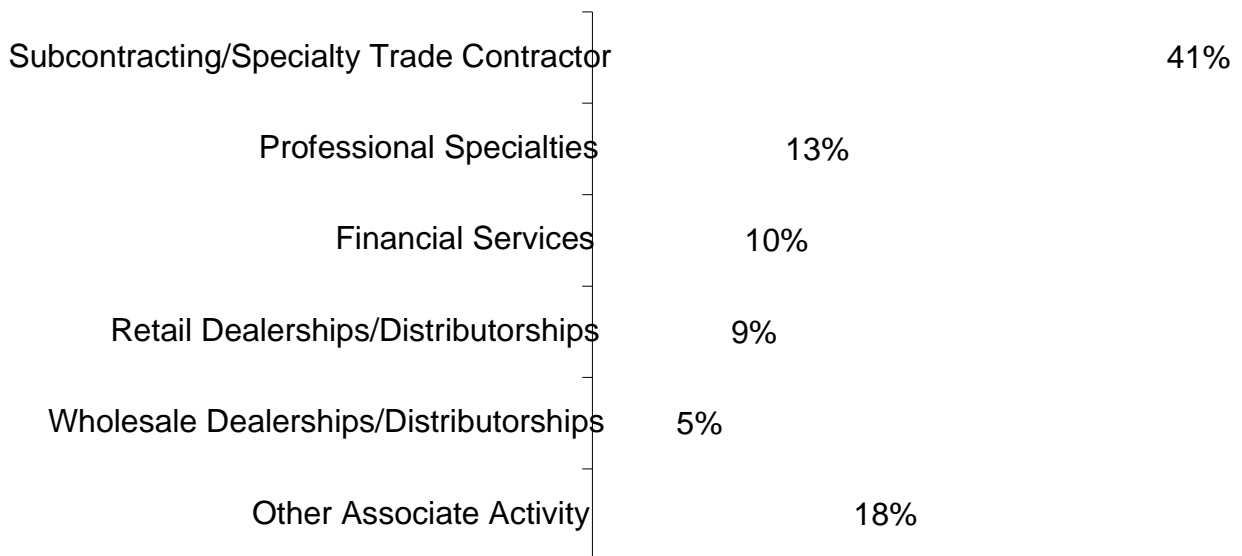 Subcontracting/Specialty Trade Contractor 41%
Professional Specialties 13%
Financial Services 10%
Retail Dealerships/Distributorships 9%
Wholesale Dealerships/Distributorships 5%
Other Associate Activity 18%